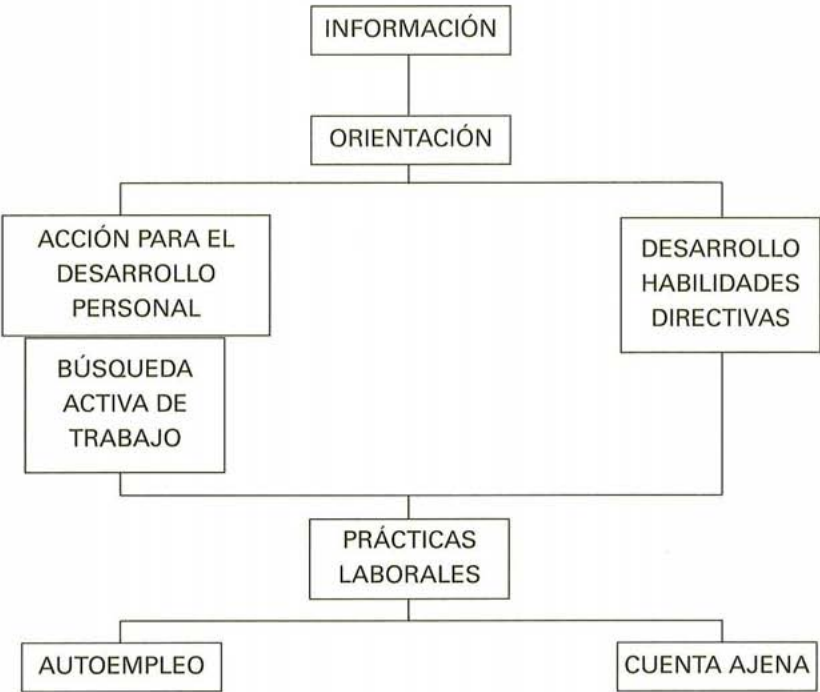 INFORMACIÓN
ORIENTACIÓN
ACCIÓN PARA EL
DESARROLLO
PERSONAL
BÚSQUEDA
ACTIVA DE
TRABAJO
DESARROLLO
HABILIDADES
DIRECTIVAS
PRÁCTICAS
LABORALES
AUTOEMPLEO
CUENTA AJENA